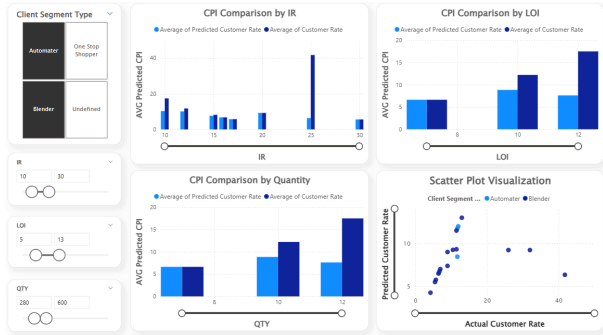 Client Segment Type
Automater
One Stop
Shopper
Blender
Undefined
IR
10
30
LOI
5
13
QTY
280
600
CPI Comparison by IR
Average of Predicted Customer Rate
Average of Customer Rate
AVG Predicted CPI
40
20
0
10
15
20
25
30
IR
CPI Comparison by LOI
Average of Predicted Customer Rate
Average of Customer Rate
AVG Predicted CPI
20
15
10
5
0
8
10
12
LOI
CPI Comparison by Quantity
Average of Predicted Customer Rate
Average of Customer Rate
AVG Predicted CPI
20
15
10
5
0
8
10
12
QTY
Scatter Plot Visualization
Client Segment ...
Automater
Blender
Predicted Customer Rate
10
5
0
20
40
Actual Customer Rate